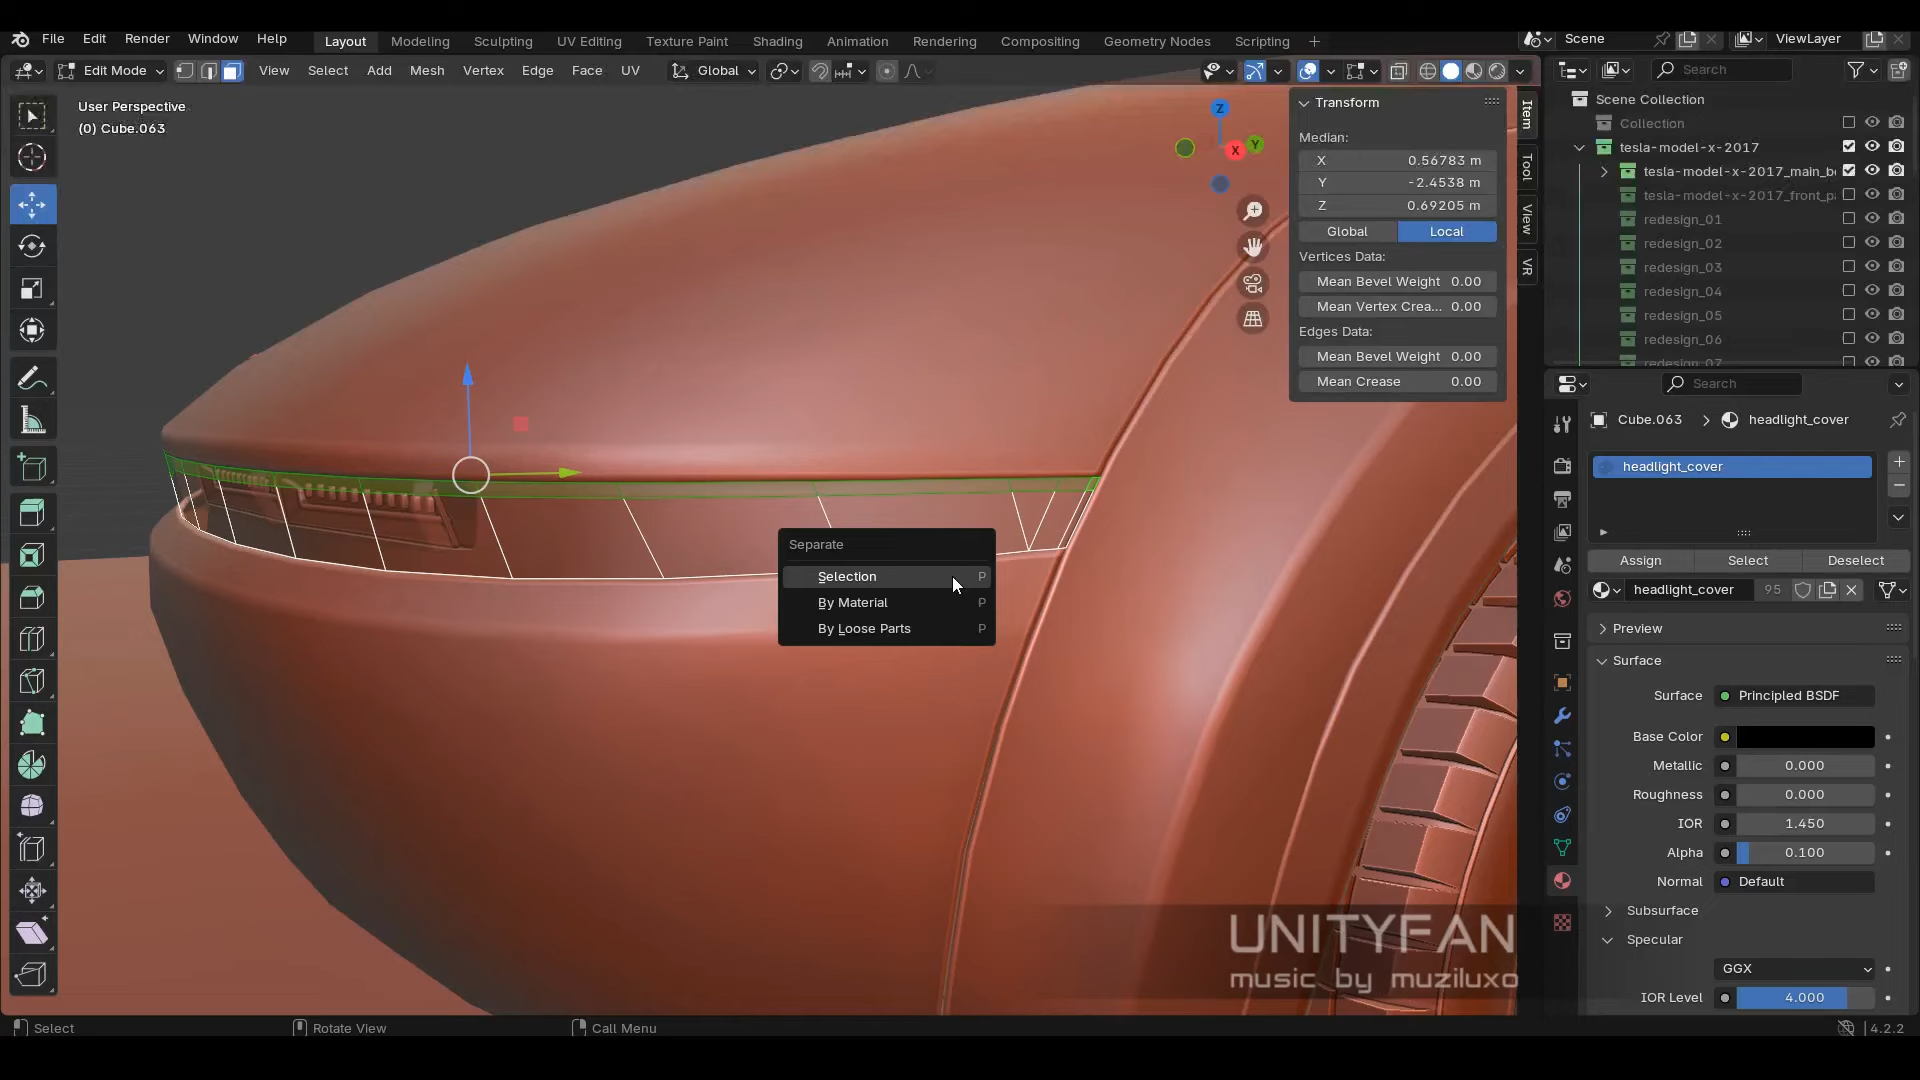 File Edit Render Window Help
Layout Modeling Sculpting UV Editing Texture Paint Shading Animation Rendering Compositing Geometry Nodes Scripting +
Scene
ViewLayer
Edit Mode
View Select Add Mesh Vertex Edge Face UV
Global
User Perspective
(0) Cube.063
Z
X
Y
Transform
Median:
X 0.56783 m
Y -2.4538 m
Z 0.69205 m
Global Local
Vertices Data:
Mean Bevel Weight 0.00
Mean Vertex Crea... 0.00
Edges Data:
Mean Bevel Weight 0.00
Mean Crease 0.00
Item
Tool
View
VR
Search
Scene Collection
Collection
tesla-model-x-2017
tesla-model-x-2017_main_b
tesla-model-x-2017_front_p
redesign_01
redesign_02
redesign_03
redesign_04
redesign_05
redesign_06
redesign_07
Search
Cube.063 > headlight_cover
headlight_cover
Assign Select Deselect
headlight_cover 95
Preview
Surface
Surface Principled BSDF
Base Color
Metallic 0.000
Roughness 0.000
IOR 1.450
Alpha 0.100
Normal Default
Subsurface
Specular
GGX
IOR Level 4.000
Separate
Selection P
By Material P
By Loose Parts P
UNITYFAN
music by muziluxo
Select
Rotate View
Call Menu
4.2.2